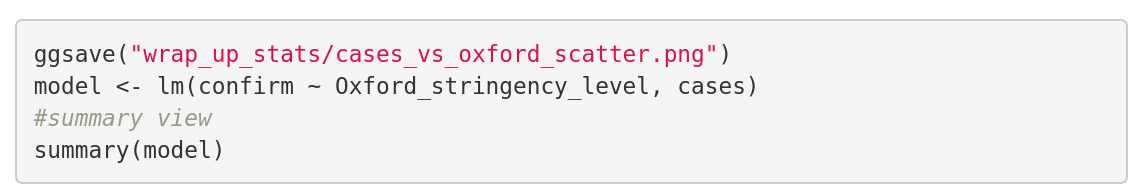 ggsave("wrap_up_stats/cases_vs_oxford_scatter.png")
model <- lm(confirm ~ Oxford_stringency_level, cases)
#summary view
summary(model)